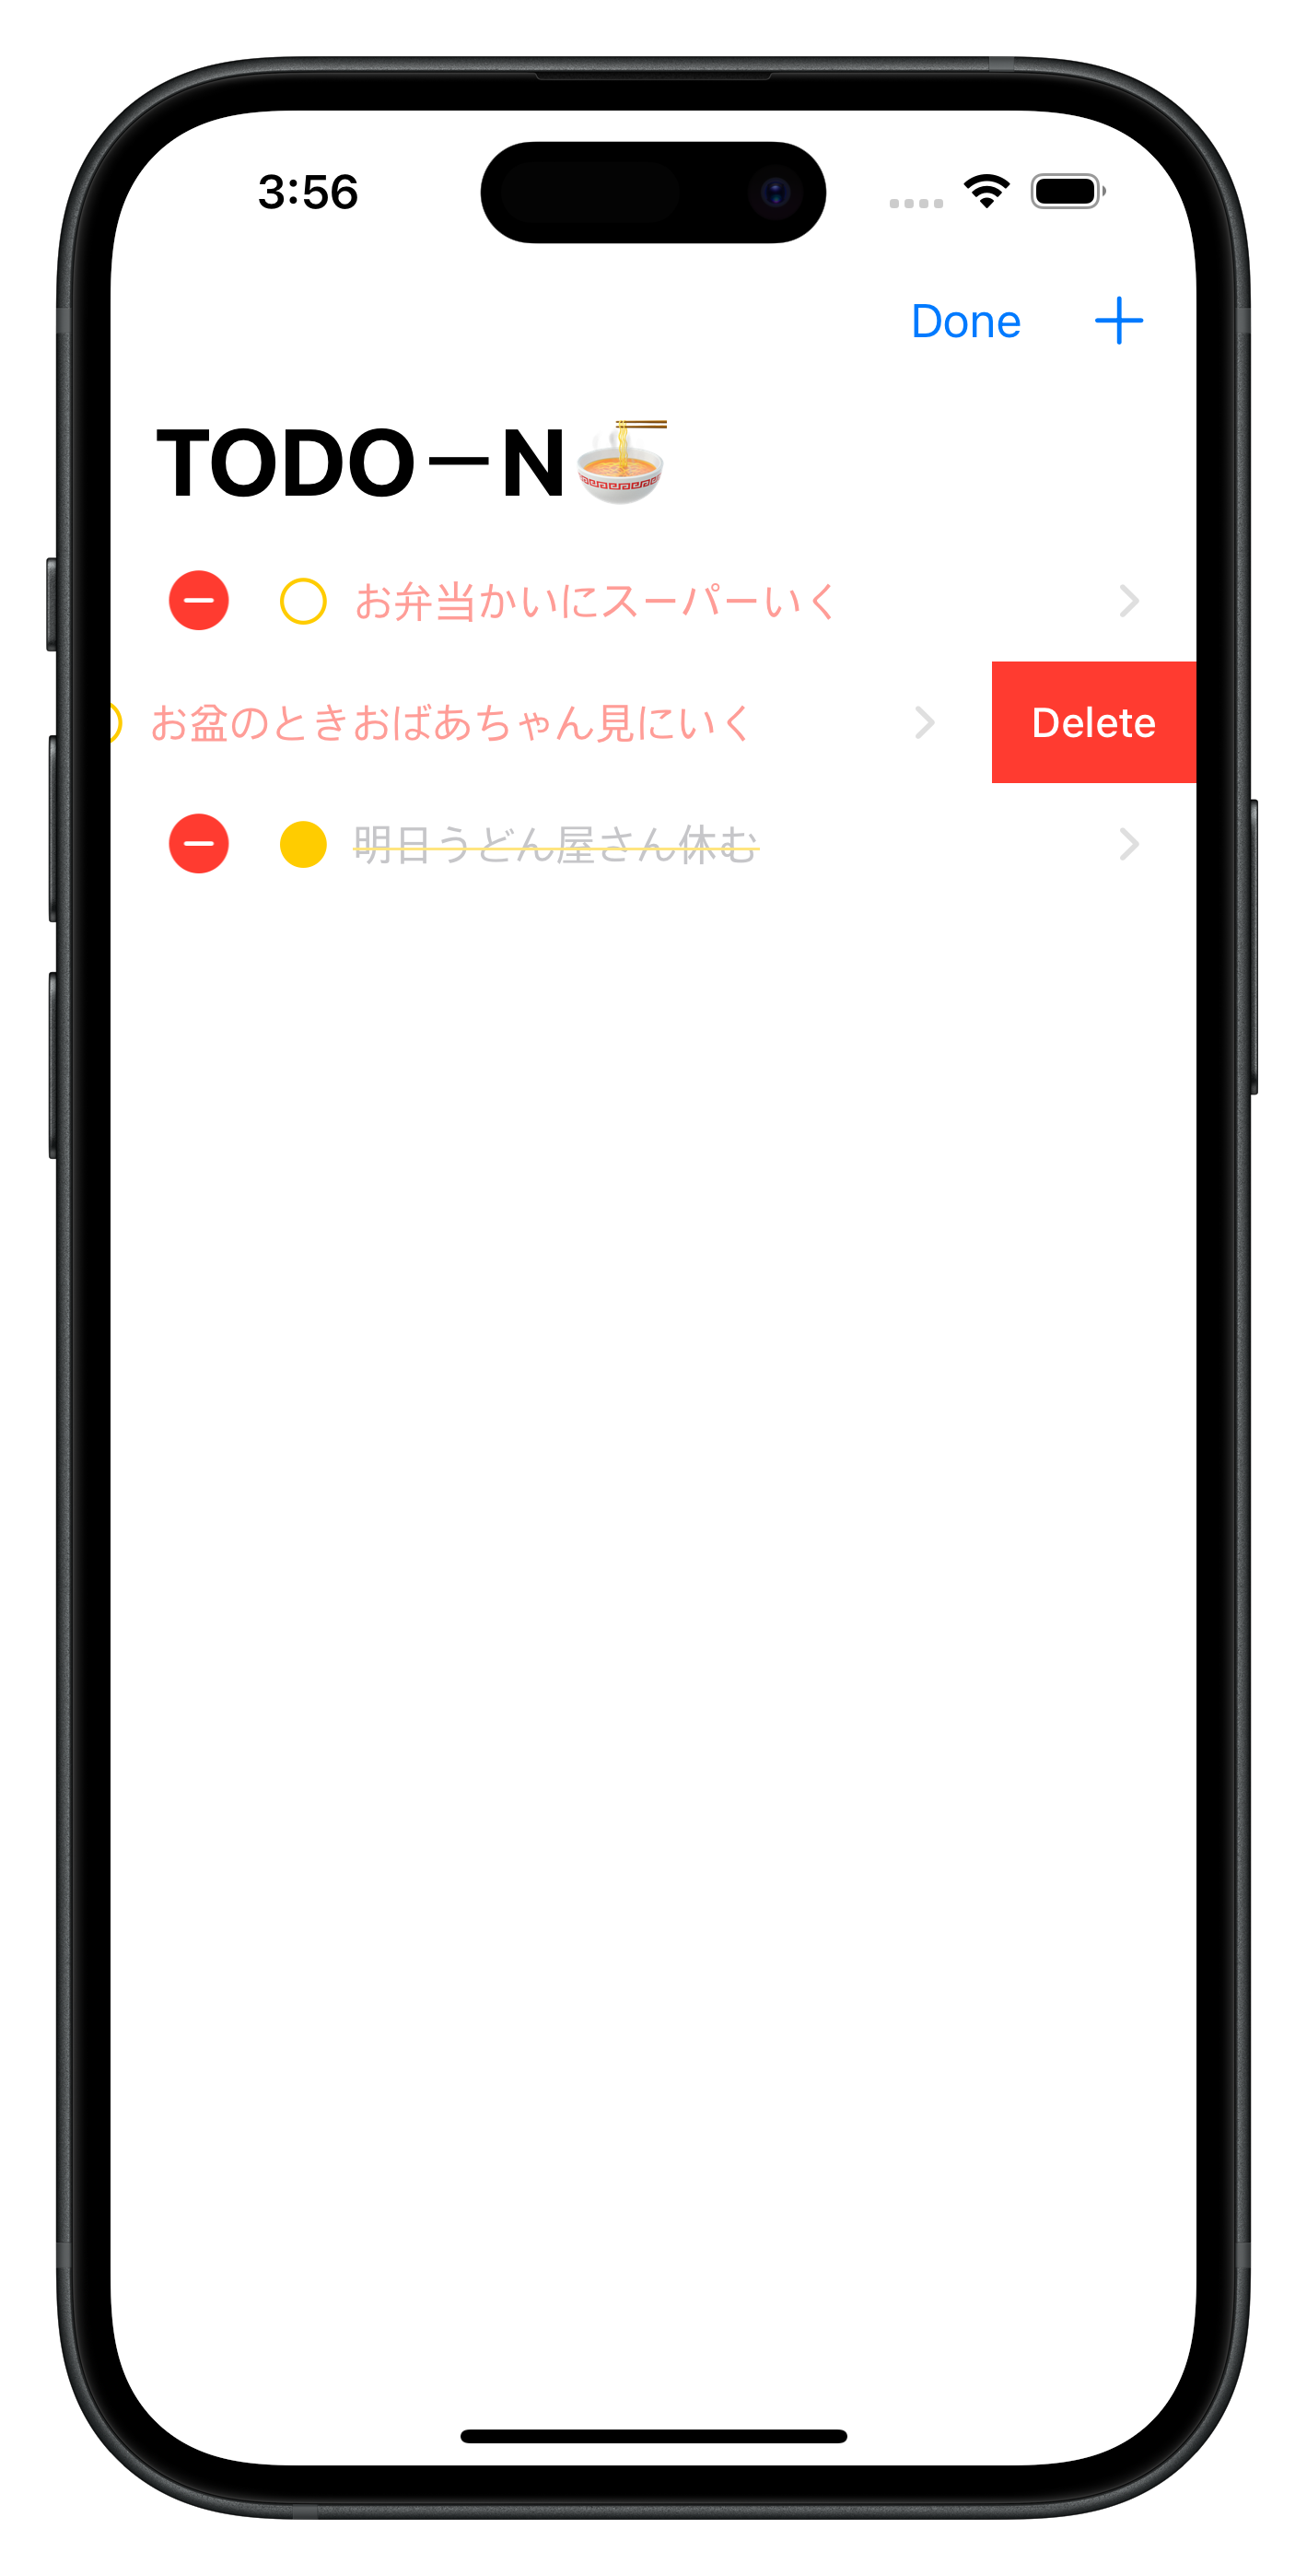 3:56
Done
TODOーN🍜
お弁当かいにスーパーいく
お盆のときおばあちゃん見にいく
Delete
明日うどん屋さん休む